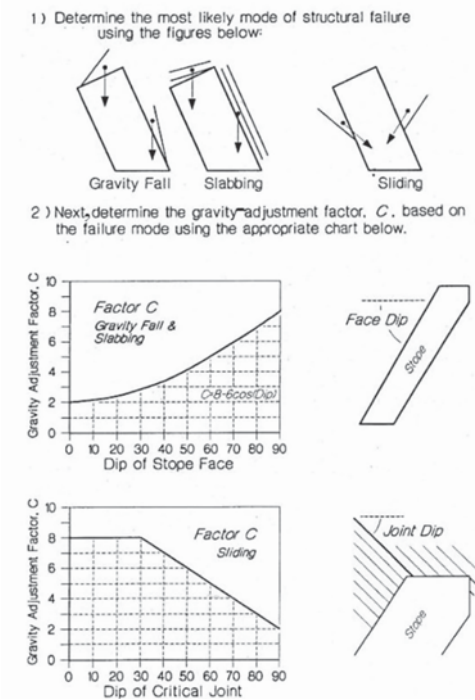 1) Determine the most likely mode of structural failure
using the figures below:
Gravity Fall
Slabbing
Sliding
2) Next, determine the gravity-adjustment factor, C, based on
the failure mode using the appropriate chart below.
Gravity Adjustment Factor, C
10
8
6
4
2
0
Factor C
Gravity Fall &
Slabbing
C=8-6cos(Dip)
0 10 20 30 40 50 60 70 80 90
Dip of Stope Face
Face Dip
Stope
Gravity Adjustment Factor, C
10
8
6
4
2
0
Factor C
Sliding
0 10 20 30 40 50 60 70 80 90
Dip of Critical Joint
Joint Dip
Stope